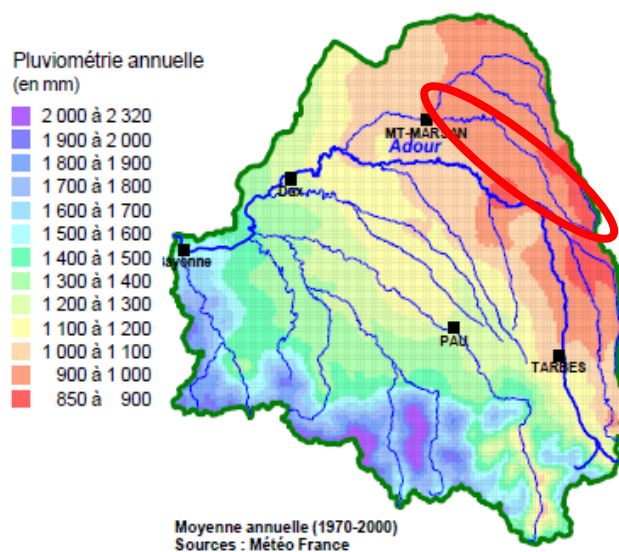 Pluviométrie annuelle
(en mm)
2 000 à 2 320
1 900 à 2 000
1 800 à 1 900
1 700 à 1 800
1 600 à 1 700
1 500 à 1 600
1 400 à 1 500
1 300 à 1 400
1 200 à 1 300
1 100 à 1 200
1 000 à 1 100
900 à 1 000
850 à 900
MT-MARSAN
Adour
Dax
Bayonne
PAU
TARBES
Moyenne annuelle (1970-2000)
Sources : Météo France